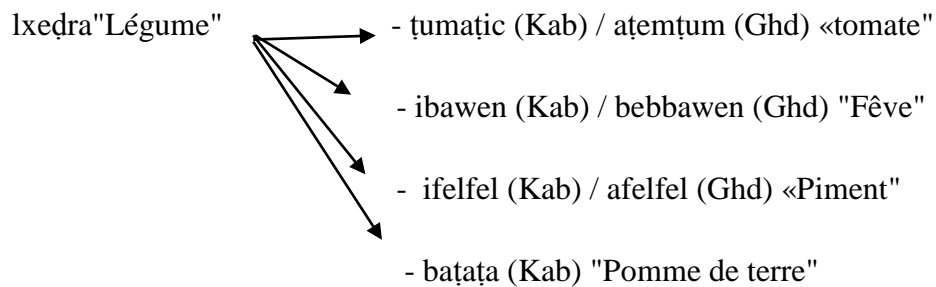 lxeḍra"Légume" - ṭumaṭic (Kab) / aṭemṭum (Ghd) «tomate"
- ibawen (Kab) / bebbawen (Ghd) "Fêve"
- ifelfel (Kab) / afelfel (Ghd) «Piment"
- baṭaṭa (Kab) "Pomme de terre"